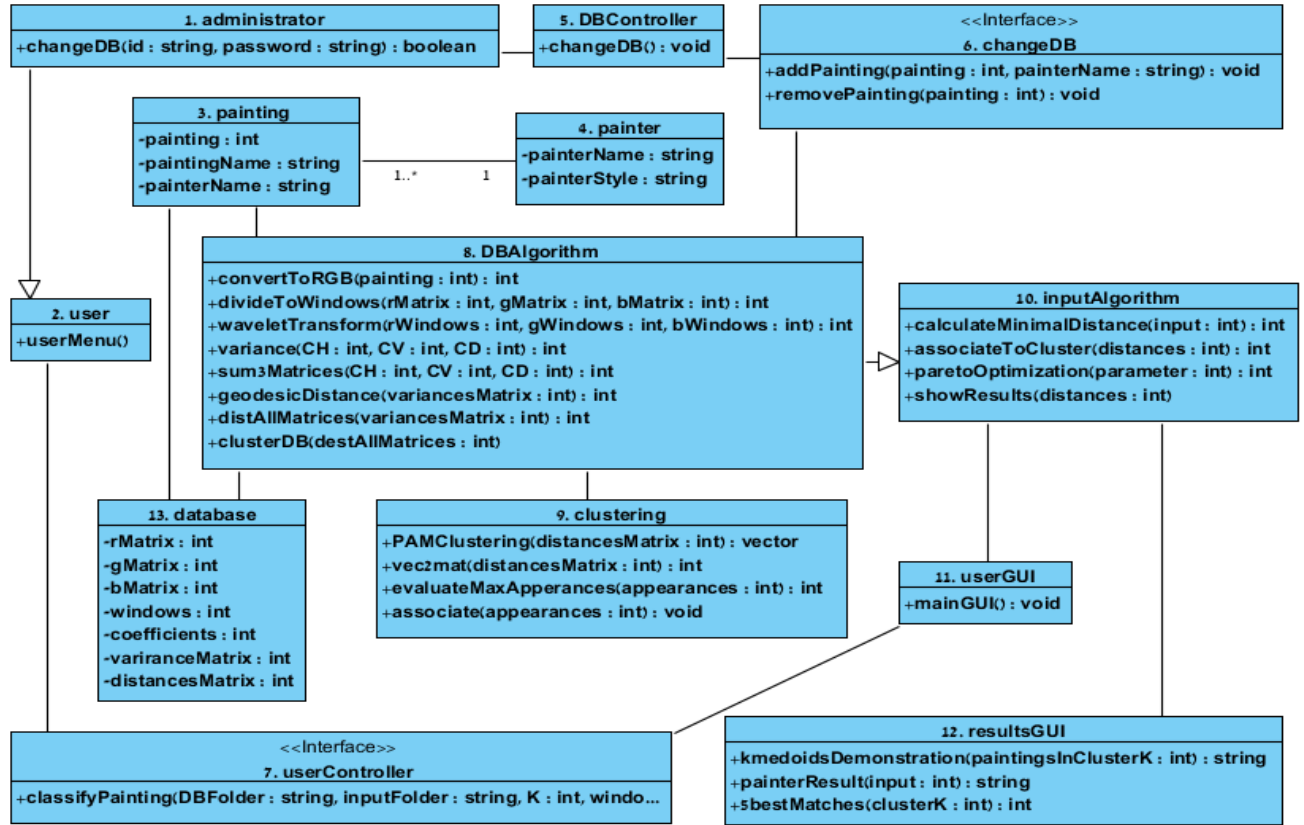 1. administrator
+changeDB(id : string, password : string) : boolean
5. DBController
+changeDB() : void
<<Interface>>
6. changeDB
+addPainting(painting : int, painterName : string) : void
+removePainting(painting : int) : void
3. painting
-painting : int
-paintingName : string
-painterName : string
1..*
1
4. painter
-painterName : string
-painterStyle : string
2. user
+userMenu()
8. DBAlgorithm
+convertToRGB(painting : int) : int
+divideToWindows(rMatrix : int, gMatrix : int, bMatrix : int) : int
+waveletTransform(rWindows : int, gWindows : int, bWindows : int) : int
+variance(CH : int, CV : int, CD : int) : int
+sum3Matrices(CH : int, CV : int, CD : int) : int
+geodesicDistance(variancesMatrix : int) : int
+distAllMatrices(variancesMatrix : int) : int
+clusterDB(destAllMatrices : int)
10. inputAlgorithm
+calculateMinimalDistance(input : int) : int
+associateToCluster(distances : int) : int
+paretoOptimization(parameter : int) : int
+showResults(distances : int)
13. database
-rMatrix : int
-gMatrix : int
-bMatrix : int
-windows : int
-coefficients : int
-variranceMatrix : int
-distancesMatrix : int
9. clustering
+PAMClustering(distancesMatrix : int) : vector
+vec2mat(distancesMatrix : int) : int
+evaluateMaxApperances(appearances : int) : int
+associate(appearances : int) : void
11. userGUI
+mainGUI() : void
<<Interface>>
7. userController
+classifyPainting(DBFolder : string, inputFolder : string, K : int, windo...
12. resultsGUI
+kmedoidsDemonstration(paintingsInClusterK : int) : string
+painterResult(input : int) : string
+5bestMatches(clusterK : int) : int